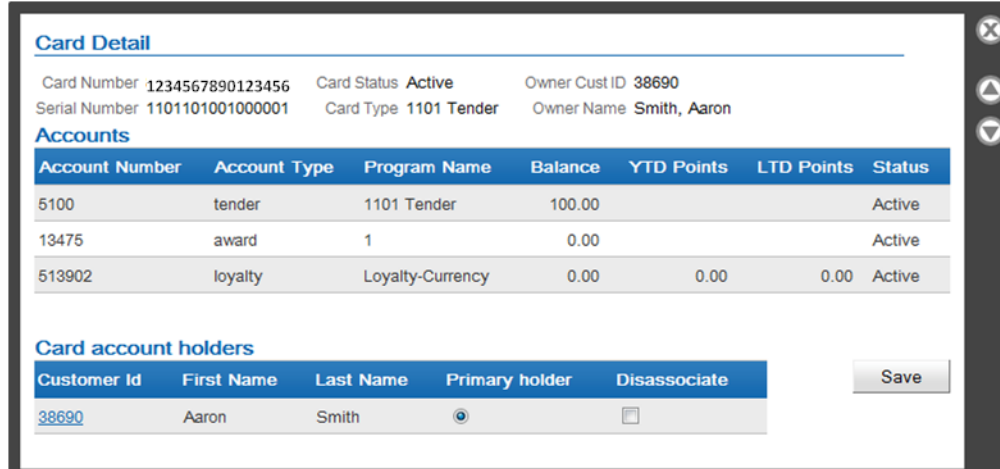 Card Detail
Card Number 1234567890123456 Card Status Active Owner Cust ID 38690
Serial Number 1101101001000001 Card Type 1101 Tender Owner Name Smith, Aaron
Accounts
Account Number Account Type Program Name Balance YTD Points LTD Points Status
5100 tender 1101 Tender 100.00 Active
13475 award 1 0.00 Active
513902 loyalty Loyalty-Currency 0.00 0.00 0.00 Active
Card account holders
Customer Id First Name Last Name Primary holder Disassociate Save
38690 Aaron Smith